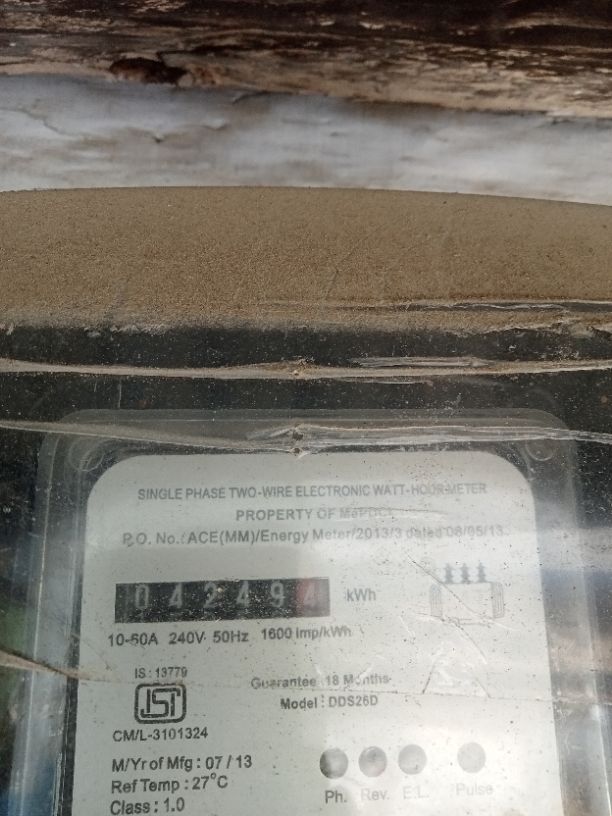 SINGLE PHASE TWO-WIRE ELECTRONIC WATT-HOUR-METER
PROPERTY OF MePDCL
P.O. No.: ACE(MM)/Energy Meter/2013/3 dated 08/05/13
042494 kWh
10-60A 240V 50Hz 1600 imp/kWh
IS : 13779
ISI
CM/L-3101324
Guarantee 18 Months
Model : DDS26D
M/Yr of Mfg : 07 / 13
Ref Temp : 27°C
Class : 1.0
Ph. Rev. E.L. Pulse